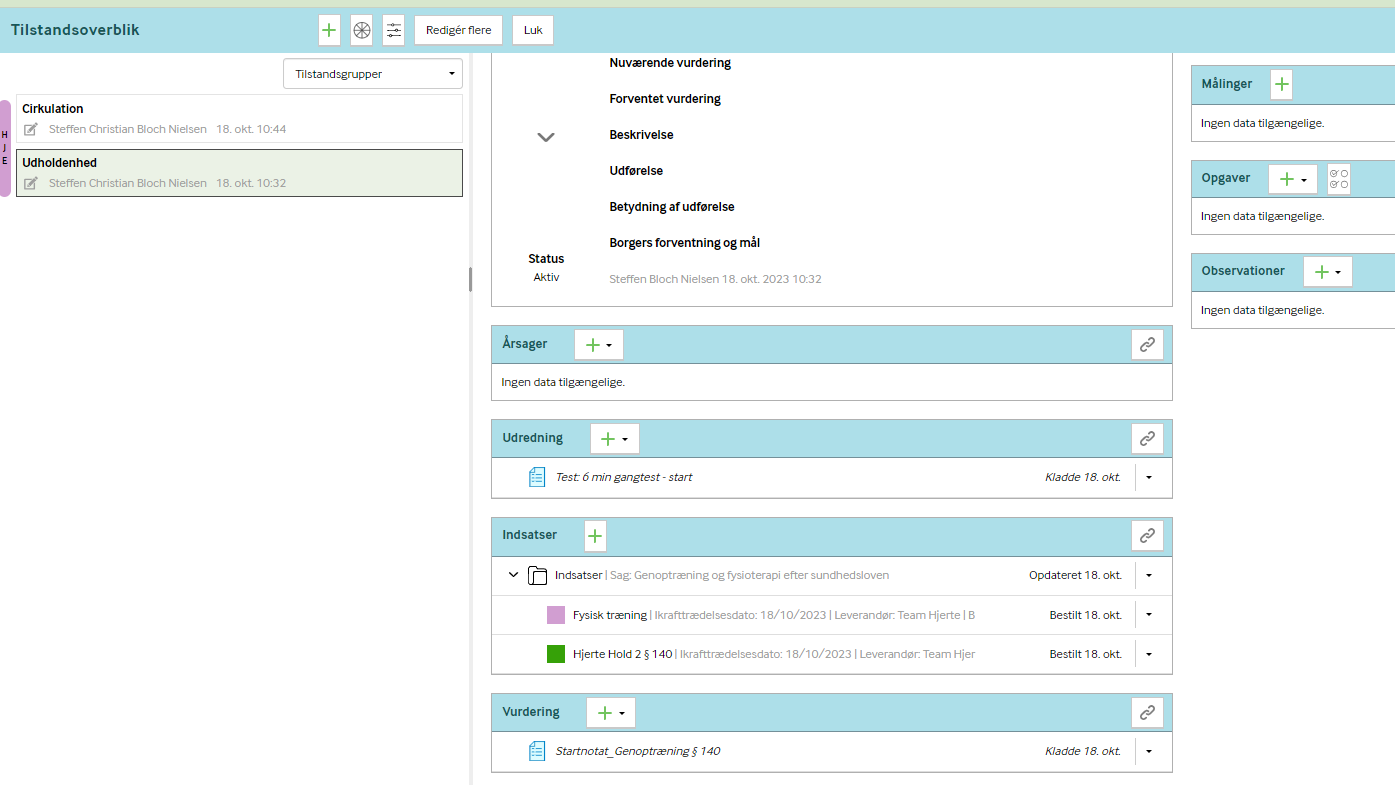 Tilstandsoverblik
Redigér flere
Luk
Tilstandsgrupper
H
J
E
Cirkulation
Steffen Christian Bloch Nielsen 18. okt. 10:44
Udholdenhed
Steffen Christian Bloch Nielsen 18. okt. 10:32
Nuværende vurdering
Forventet vurdering
Beskrivelse
Udførelse
Betydning af udførelse
Borgers forventning og mål
Status
Aktiv
Steffen Bloch Nielsen 18. okt. 2023 10:32
Årsager
Ingen data tilgængelige.
Udredning
Test: 6 min gangtest - start Kladde 18. okt.
Indsatser
Indsatser | Sag: Genoptræning og fysioterapi efter sundhedsloven Opdateret 18. okt.
Fysisk træning | Ikrafttrædelsesdato: 18/10/2023 | Leverandør: Team Hjerte | B Bestilt 18. okt.
Hjerte Hold 2 § 140 | Ikrafttrædelsesdato: 18/10/2023 | Leverandør: Team Hjer Bestilt 18. okt.
Vurdering
Startnotat_Genoptræning § 140 Kladde 18. okt.
Målinger
Ingen data tilgængelige.
Opgaver
Ingen data tilgængelige.
Observationer
Ingen data tilgængelige.